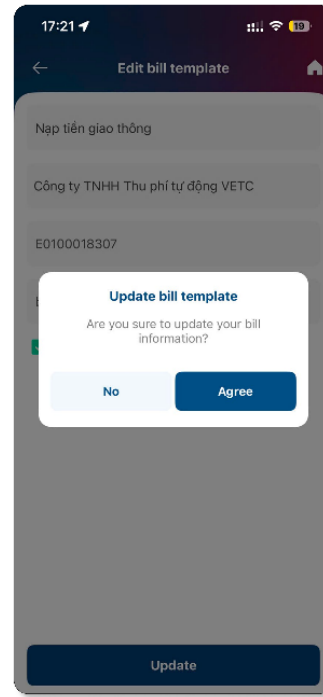 17:21
19
Edit bill template
Nạp tiền giao thông
Công ty TNHH Thu phí tự động VETC
E0100018307
Update bill template
Are you sure to update your bill
information?
No
Agree
Update